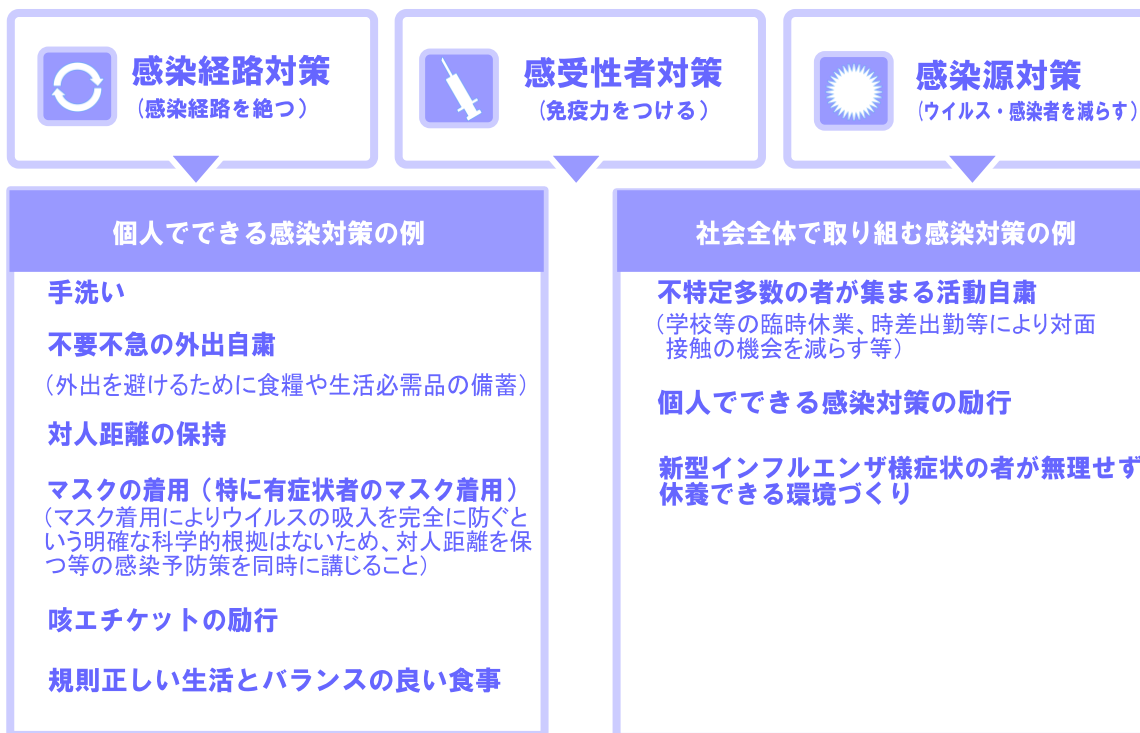 感染経路対策
(感染経路を絶つ)
感受性者対策
(免疫力をつける)
感染源対策
(ウイルス・感染者を減らす)
個人でできる感染対策の例
手洗い
不要不急の外出自粛
(外出を避けるために食糧や生活必需品の備蓄)
対人距離の保持
マスクの着用(特に有症状者のマスク着用)
(マスク着用によりウイルスの吸入を完全に防ぐと
いう明確な科学的根拠はないため、対人距離を保
つ等の感染予防策を同時に講じること)
咳エチケットの励行
規則正しい生活とバランスの良い食事
社会全体で取り組む感染対策の例
不特定多数の者が集まる活動自粛
(学校等の臨時休業、時差出勤等により対面
接触の機会を減らす等)
個人でできる感染対策の励行
新型インフルエンザ様症状の者が無理せず
休養できる環境づくり